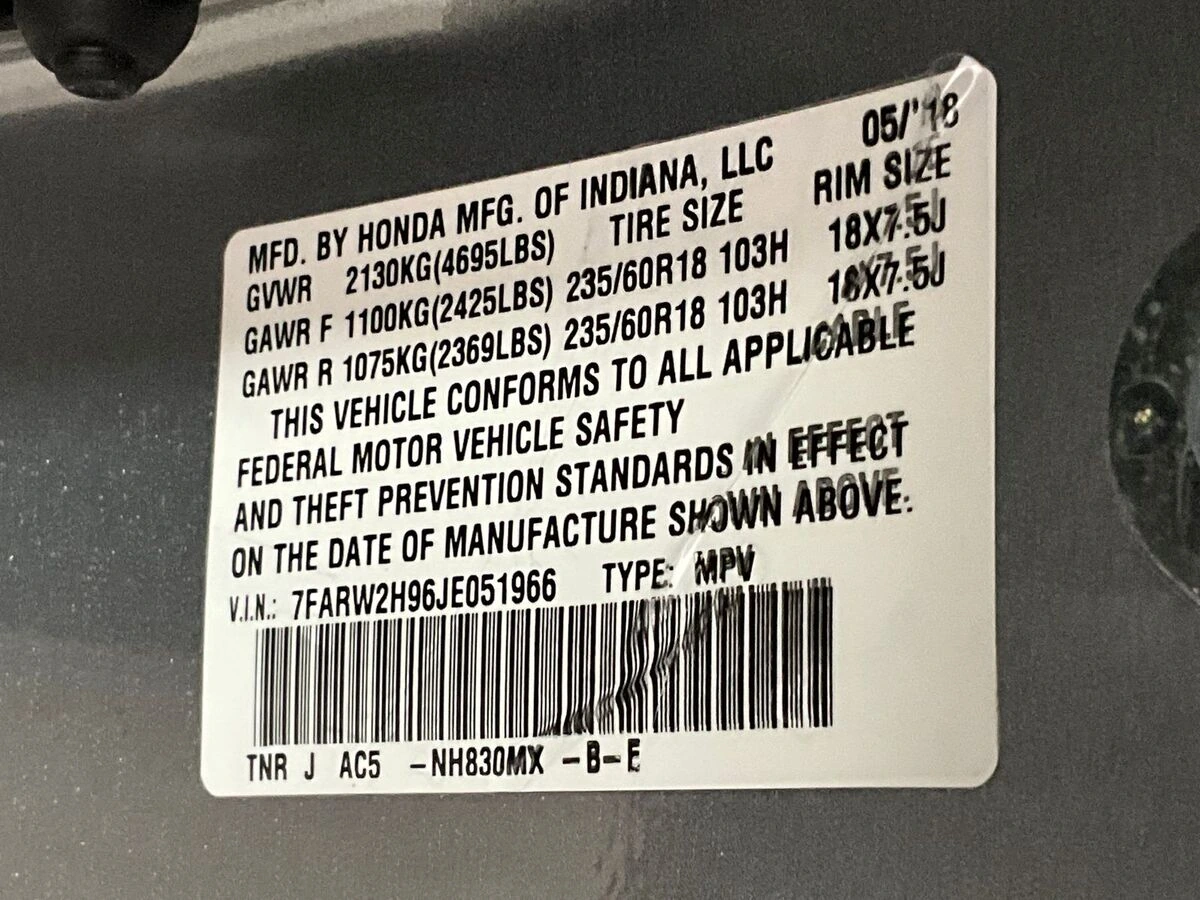 05/'18
MFD. BY HONDA MFG. OF INDIANA, LLC
GVWR 2130KG(4695LBS) TIRE SIZE RIM SIZE
GAWR F 1100KG(2425LBS) 235/60R18 103H 18X7.5J
GAWR R 1075KG(2369LBS) 235/60R18 103H 18X7.5J
THIS VEHICLE CONFORMS TO ALL APPLICABLE
FEDERAL MOTOR VEHICLE SAFETY
AND THEFT PREVENTION STANDARDS IN EFFECT
ON THE DATE OF MANUFACTURE SHOWN ABOVE.
V.I.N.: 7FARW2H96JE051966 TYPE: MPV
TNR J AC5 -NH830MX -B-E